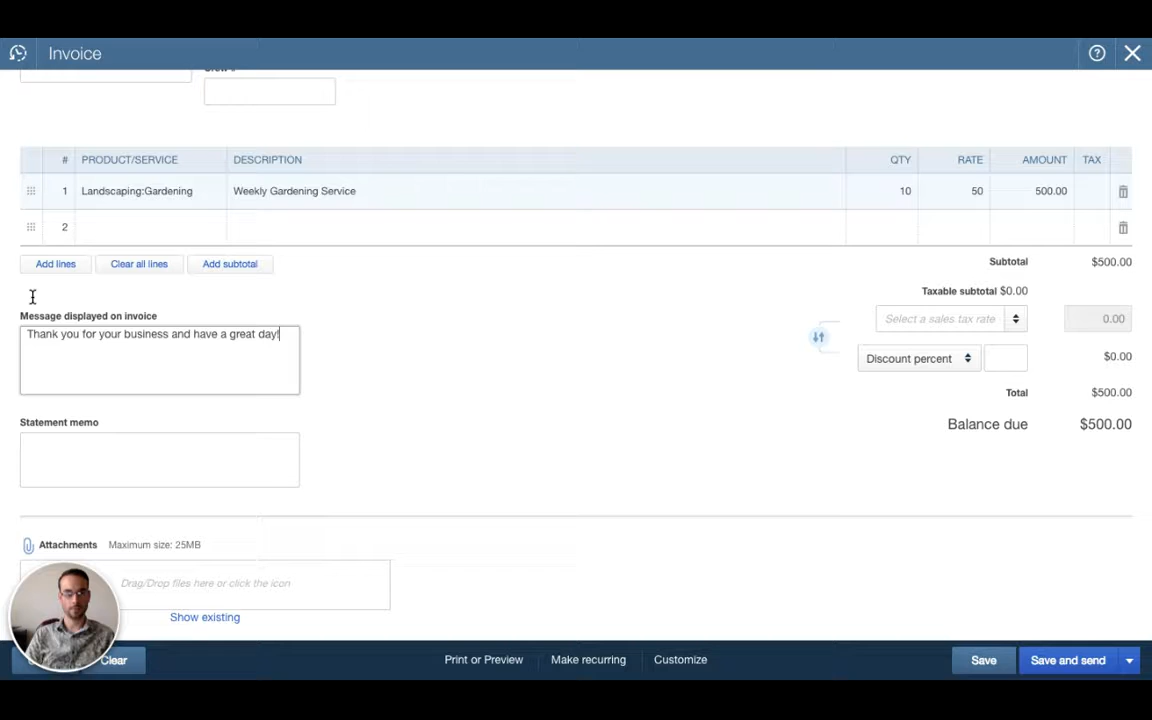 Invoice
# PRODUCT/SERVICE DESCRIPTION QTY RATE AMOUNT TAX
1 Landscaping:Gardening Weekly Gardening Service 10 50 500.00
2
Add lines Clear all lines Add subtotal
Subtotal $500.00
Taxable subtotal $0.00
Message displayed on invoice
Select a sales tax rate 0.00
Thank you for your business and have a great day!
Discount percent $0.00
Total $500.00
Statement memo
Balance due $500.00
Attachments Maximum size: 25MB
Drag/Drop files here or click the icon
Show existing
Clear Print or Preview Make recurring Customize Save Save and send